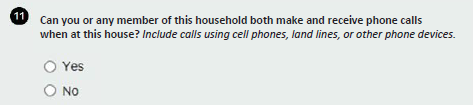 11 Can you or any member of this household both make and receive phone calls
when at this house? Include calls using cell phones, land lines, or other phone devices.
Yes
No